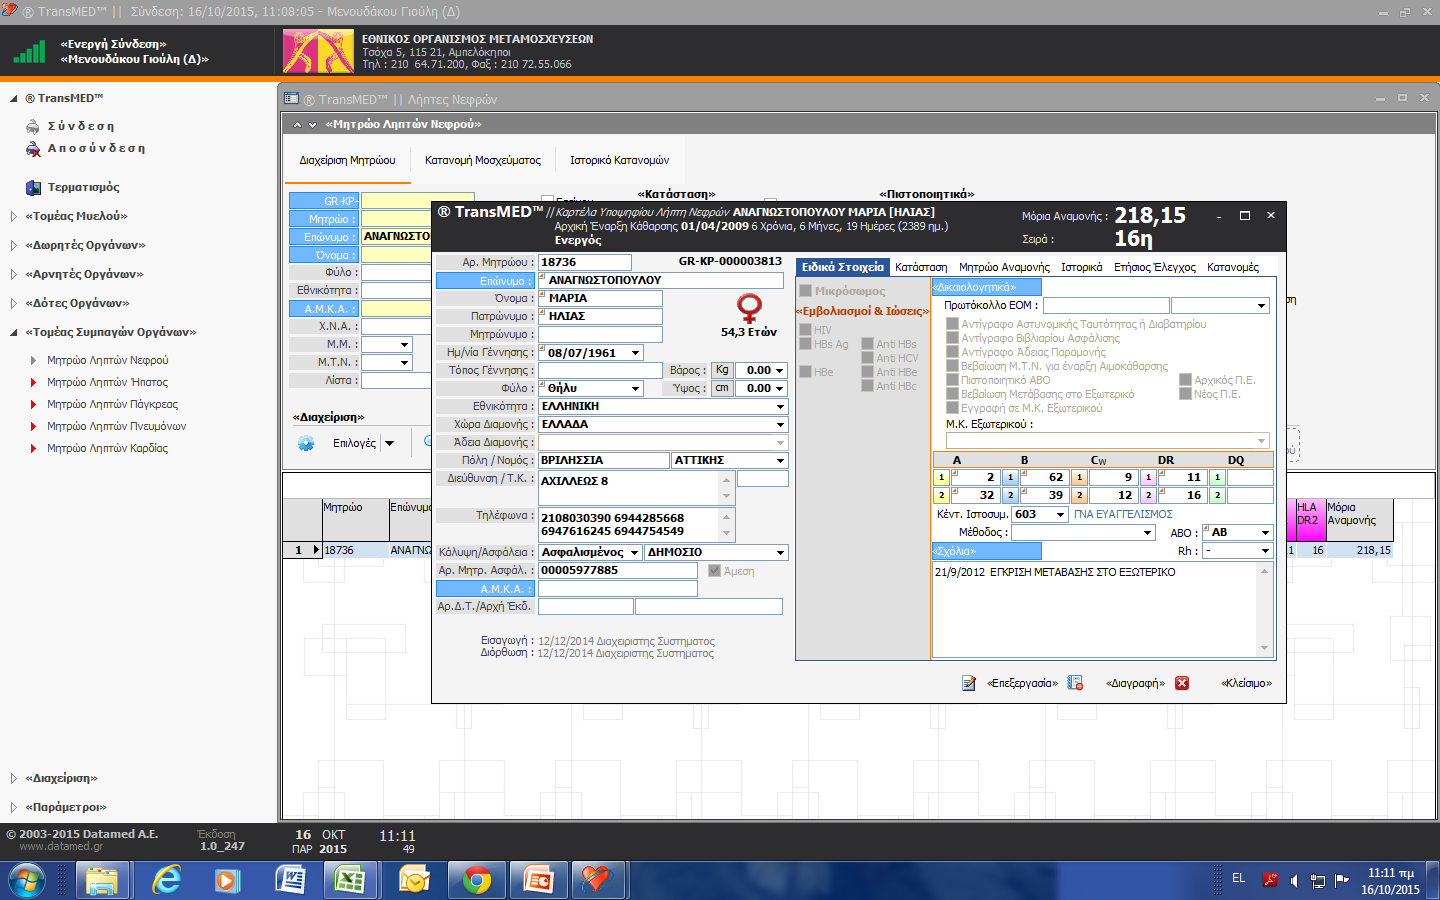 ® TransMED™ || Σύνδεση: 16/10/2015, 11:08:05 - Μενουδάκου Γιούλη (Δ)
«Ενεργή Σύνδεση»
«Μενουδάκου Γιούλη (Δ)»
ΕΘΝΙΚΟΣ ΟΡΓΑΝΙΣΜΟΣ ΜΕΤΑΜΟΣΧΕΥΣΕΩΝ
Τσόχα 5, 115 21, Αμπελόκηποι
Τηλ : 210 64.71.200, Φαξ : 210 72.55.066
® TransMED™
Σύνδεση
Αποσύνδεση
Τερματισμός
«Τομέας Μυελού»
«Δωρητές Οργάνων»
«Αρνητές Οργάνων»
«Δότες Οργάνων»
«Τομέας Συμπαγών Οργάνων»
Μητρώο Ληπτών Νεφρού
Μητρώο Ληπτών Ήπατος
Μητρώο Ληπτών Πάγκρεας
Μητρώο Ληπτών Πνευμόνων
Μητρώο Ληπτών Καρδίας
«Διαχείριση»
«Παράμετροι»
® TransMED™ || Λήπτες Νεφρών
«Μητρώο Ληπτών Νεφρού»
Διαχείριση Μητρώου Κατανομή Μοσχεύματος Ιστορικό Κατανομών
«Κατάσταση» «Πιστοποιητικά»
GR-KP-
Μητρώο :
Επώνυμο : ΑΝΑΓΝΩΣΤΟ
Όνομα :
Φύλο :
Εθνικότητα :
Α.Μ.Κ.Α. :
Χ.Ν.Α. :
Μ.Μ. :
Μ.Τ.Ν. :
Λίστα :
«Διαχείριση»
Επιλογές
Μητρώο Επώνυμο
HLA DR2 Μόρια Αναμονής
1 18736 ΑΝΑΓΝΩ 1 16 218,15
® TransMED™ // Καρτέλα Υποψηφίου Λήπτη Νεφρών ΑΝΑΓΝΩΣΤΟΠΟΥΛΟΥ ΜΑΡΙΑ [ΗΛΙΑΣ]
Αρχική Έναρξη Κάθαρσης 01/04/2009 6 Χρόνια, 6 Μήνες, 19 Ημέρες (2389 ημ.)
Ενεργός
Μόρια Αναμονής : 218,15
Σειρά : 16η
Αρ. Μητρώου : 18736 GR-KP-000003813
Επώνυμο : ΑΝΑΓΝΩΣΤΟΠΟΥΛΟΥ
Όνομα : ΜΑΡΙΑ
Πατρώνυμο : ΗΛΙΑΣ
Μητρώνυμο :
54,3 Ετών
Ημ/νία Γέννησης : 08/07/1961
Τόπος Γέννησης : Βάρος : Kg 0.00
Φύλο : Θήλυ Ύψος : cm 0.00
Εθνικότητα : ΕΛΛΗΝΙΚΗ
Χώρα Διαμονής : ΕΛΛΑΔΑ
Άδεια Διαμονής :
Πόλη / Νομός : ΒΡΙΛΗΣΣΙΑ ΑΤΤΙΚΗΣ
Διεύθυνση / Τ.Κ. : ΑΧΙΛΛΕΩΣ 8
Τηλέφωνα : 2108030390 6944285668
6947616245 6944754549
Κάλυψη/Ασφάλεια : Ασφαλισμένος ΔΗΜΟΣΙΟ
Αρ. Μητρ. Ασφάλ. : 00005977885 Άμεση
Α.Μ.Κ.Α. :
Αρ.Δ.Τ./Αρχή Έκδ.
Εισαγωγή : 12/12/2014 Διαχειριστης Συστηματος
Διόρθωση : 12/12/2014 Διαχειριστης Συστηματος
Ειδικά Στοιχεία Κατάσταση Μητρώο Αναμονής Ιστορικά Ετήσιος Έλεγχος Κατανομές
Μικρόσωμος
«Εμβολιασμοί & Ιώσεις»
HIV
HBs Ag Anti HBs
Anti HCV
HBe Anti HBe
Anti HBc
«Δικαιολογητικά»
Πρωτόκολλο ΕΟΜ :
Αντίγραφο Αστυνομικής Ταυτότητας ή Διαβατηρίου
Αντίγραφο Βιβλιαρίου Ασφάλισης
Αντίγραφο Άδειας Παραμονής
Βεβαίωση Μ.Τ.Ν. για έναρξη Αιμοκάθαρσης
Πιστοποιητικό ΑΒΟ Αρχικός Π.Ε.
Βεβαίωση Μετάβασης στο Εξωτερικό Νέος Π.Ε.
Εγγραφή σε Μ.Κ. Εξωτερικού
Μ.Κ. Εξωτερικού :
A B Cw DR DQ
1 2 1 62 1 9 1 11 1
2 32 2 39 2 12 2 16 2
Κέντ. Ιστοσυμ. 603 ΓΝΑ ΕΥΑΓΓΕΛΙΣΜΟΣ
Μέθοδος : ABO : AB
«Σχόλια» Rh : -
21/9/2012 ΕΓΚΡΙΣΗ ΜΕΤΑΒΑΣΗΣ ΣΤΟ ΕΞΩΤΕΡΙΚΟ
«Επεξεργασία» «Διαγραφή» «Κλείσιμο»
© 2003-2015 Datamed A.E. Έκδοση
www.datamed.gr 1.0_247
16 ΟΚΤ 11:11
ΠΑΡ 2015 49
EL 11:11 πμ
16/10/2015